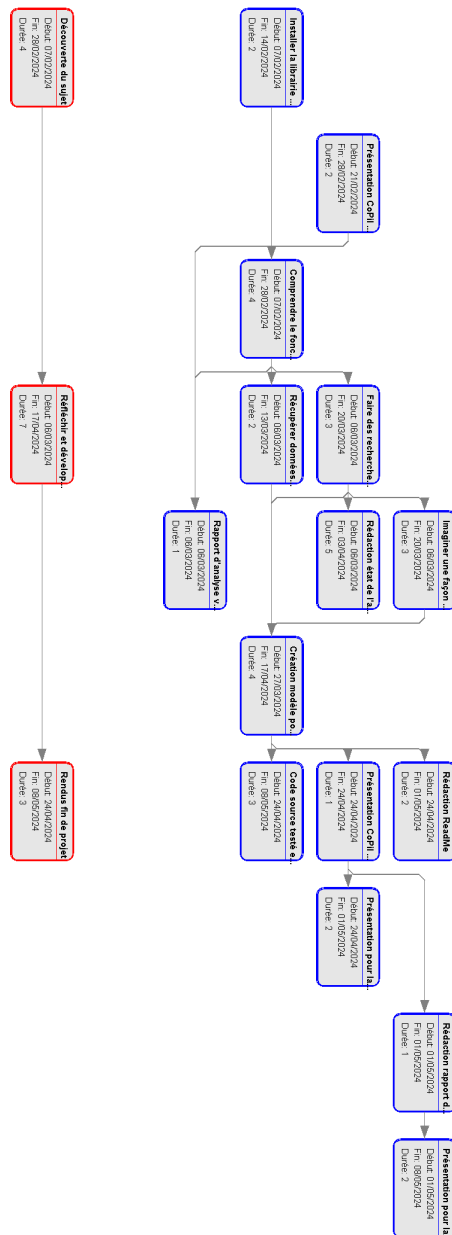 Découverte du sujet
Début: 07/02/2024
Fin: 28/02/2024
Durée: 4
Installer la librairie ...
Début: 07/02/2024
Fin: 14/02/2024
Durée: 2
Présentation CoPil ...
Début: 21/02/2024
Fin: 28/02/2024
Durée: 2
Comprendre le fonc...
Début: 07/02/2024
Fin: 28/02/2024
Durée: 4
Réfléchir et dévelop...
Début: 06/03/2024
Fin: 17/04/2024
Durée: 7
Récupérer données...
Début: 06/03/2024
Fin: 13/03/2024
Durée: 2
Faire des recherche...
Début: 06/03/2024
Fin: 20/03/2024
Durée: 3
Rapport d'analyse v...
Début: 06/03/2024
Fin: 06/03/2024
Durée: 1
Rédaction état de l'a...
Début: 06/03/2024
Fin: 03/04/2024
Durée: 5
Imaginer une façon ...
Début: 06/03/2024
Fin: 20/03/2024
Durée: 3
Création modèle po...
Début: 27/03/2024
Fin: 17/04/2024
Durée: 4
Rendus fin de projet
Début: 24/04/2024
Fin: 08/05/2024
Durée: 3
Code source testé e...
Début: 24/04/2024
Fin: 08/05/2024
Durée: 3
Présentation CoPil ...
Début: 24/04/2024
Fin: 24/04/2024
Durée: 1
Rédaction ReadMe
Début: 24/04/2024
Fin: 01/05/2024
Durée: 2
Présentation pour la...
Début: 24/04/2024
Fin: 01/05/2024
Durée: 2
Rédaction rapport d...
Début: 01/05/2024
Fin: 01/05/2024
Durée: 1
Présentation pour la...
Début: 01/05/2024
Fin: 08/05/2024
Durée: 2